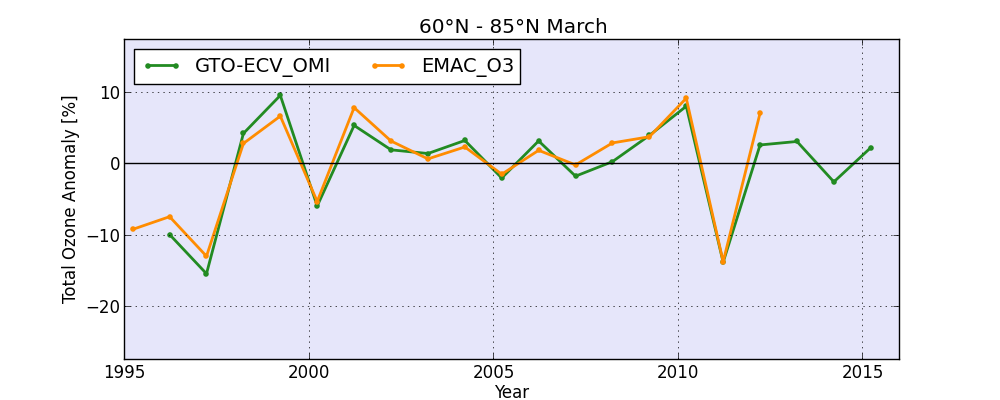 60°N - 85°N March
GTO-ECV_OMI EMAC_O3
Total Ozone Anomaly [%]
10
0
−10
−20
1995 2000 2005 2010 2015
Year